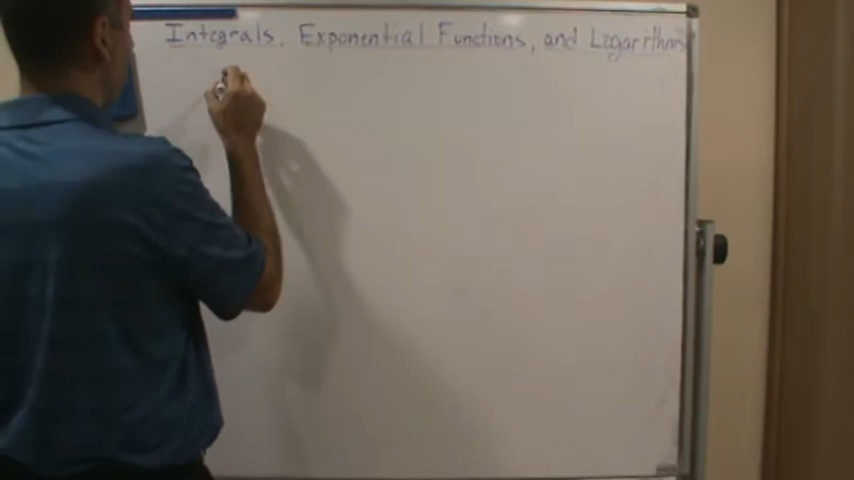 Integrals, Exponential Functions, and Logarithms